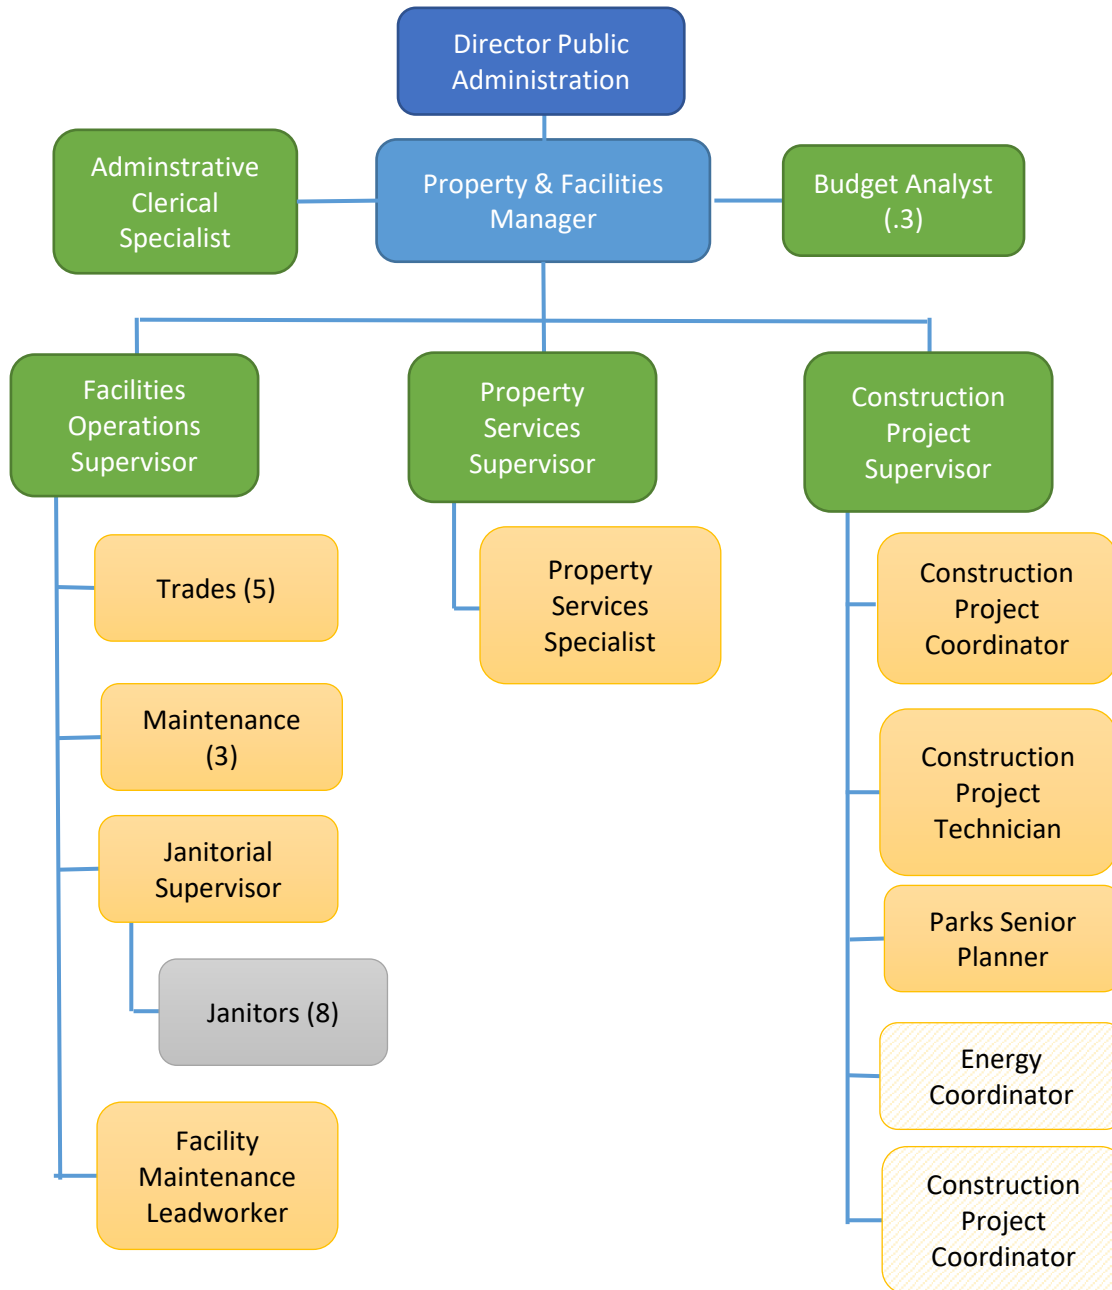 Director Public
Administration
Adminstrative
Clerical
Specialist
Property & Facilities
Manager
Budget Analyst
(.3)
Facilities
Operations
Supervisor
Property
Services
Supervisor
Construction
Project
Supervisor
Trades (5)
Maintenance
(3)
Janitorial
Supervisor
Janitors (8)
Facility
Maintenance
Leadworker
Property
Services
Specialist
Construction
Project
Coordinator
Construction
Project
Technician
Parks Senior
Planner
Energy
Coordinator
Construction
Project
Coordinator